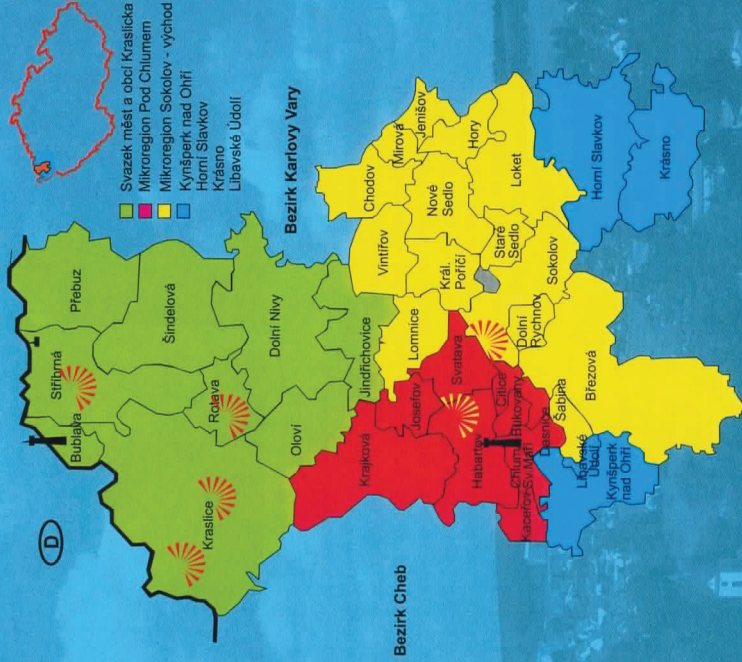 D
Svazek měst a obcí Kraslicka
Mikroregion Pod Chlumem
Mikroregion Sokolov - východ
Kynšperk nad Ohří
Horní Slavkov
Krásno
Libavské Údolí
Bezirk Karlovy Vary
Bezirk Cheb
Přebuz
Stříbrná
Bublava
Šindelová
Rotava
Kraslice
Dolní Nivy
Oloví
Jindřichovice
Krajková
Josefov
Svatava
Habartov
Citice
Bukovany
Chlum
Sv.Maří
Kaceřov
Dasnice
Lomnice
Vintířov
Chodov
Mírová
Jenišov
Hory
Nové
Sedlo
Král.
Poříčí
Staré
Sedlo
Loket
Sokolov
Dolní
Rychnov
Šabina
Březová
Libavské
Údolí
Kynšperk
nad Ohří
Horní Slavkov
Krásno